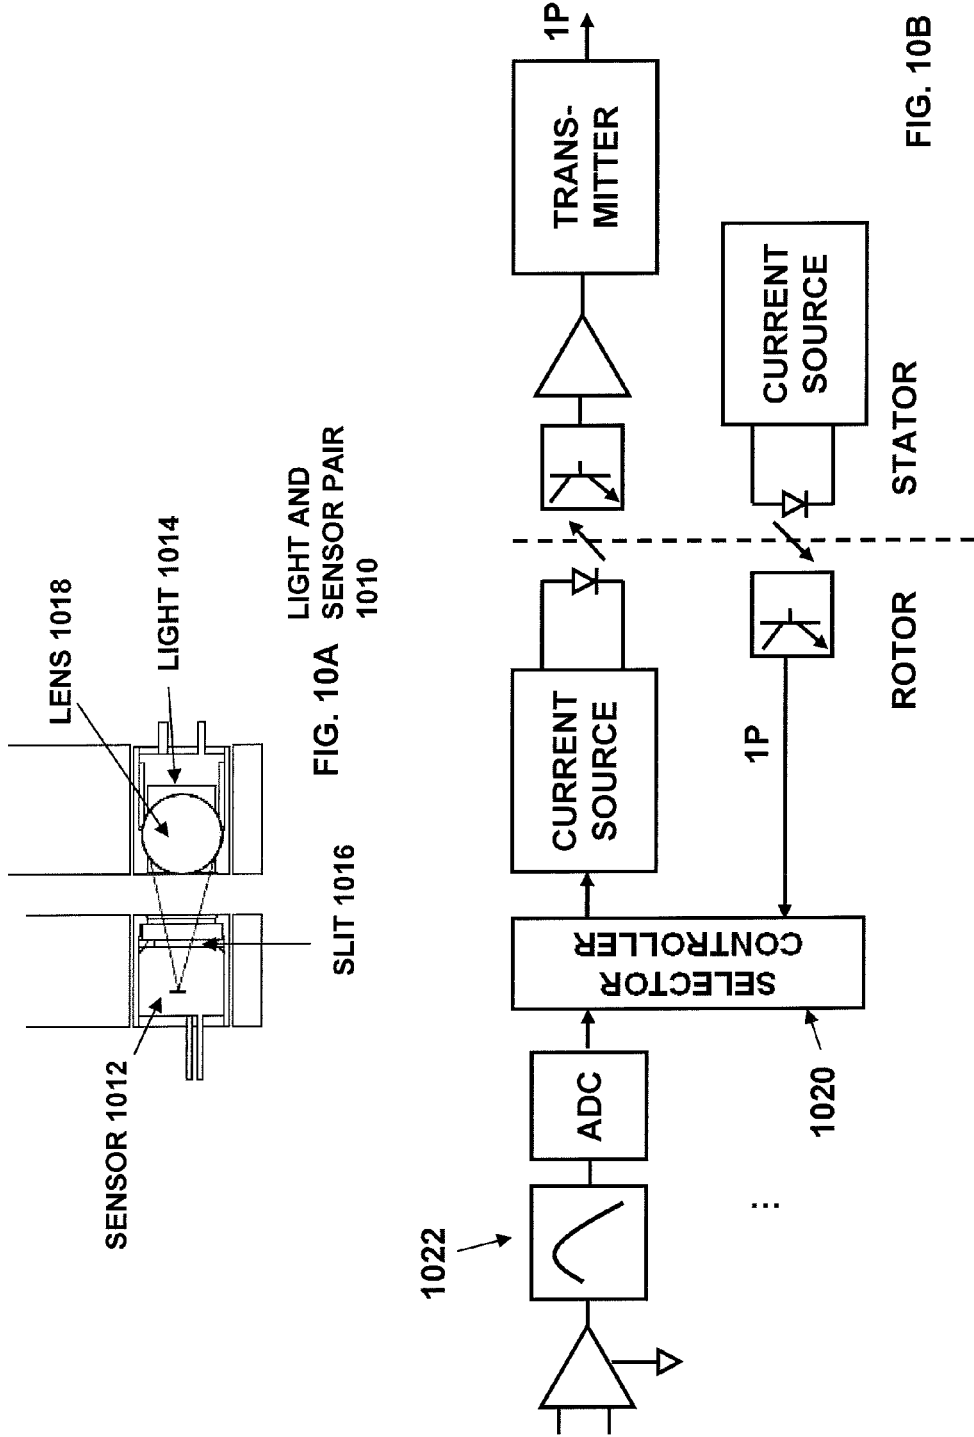 SENSOR 1012
SLIT 1016
LENS 1018
LIGHT 1014
FIG. 10A
LIGHT AND
SENSOR PAIR
1010
1022
ADC
SELECTOR
CONTROLLER
1020
...
CURRENT
SOURCE
1P
ROTOR
STATOR
TRANS-
MITTER
1P
CURRENT
SOURCE
FIG. 10B